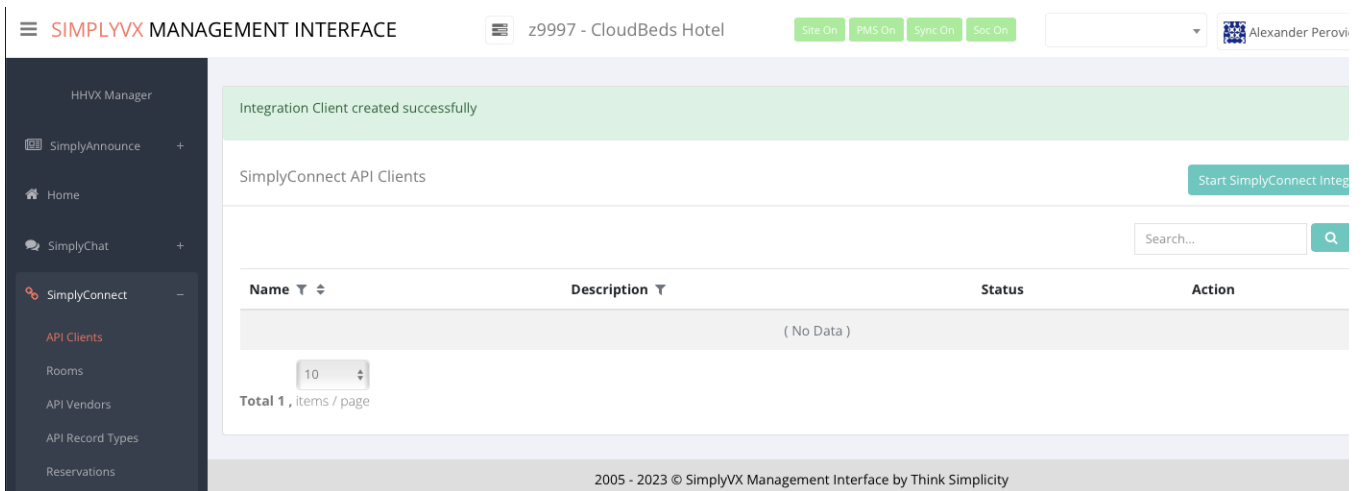 SIMPLYVX MANAGEMENT INTERFACE
z9997 - CloudBeds Hotel
Site On
PMS On
Sync On
Soc On
Alexander Perovi
HHVX Manager
Integration Client created successfully
SimplyAnnounce +
SimplyConnect API Clients
Start SimplyConnect Integ
Home
SimplyChat +
Search...
SimplyConnect −
Name
Description
Status
Action
API Clients
( No Data )
Rooms
10
API Vendors
Total 1 , items / page
API Record Types
Reservations
2005 - 2023 © SimplyVX Management Interface by Think Simplicity